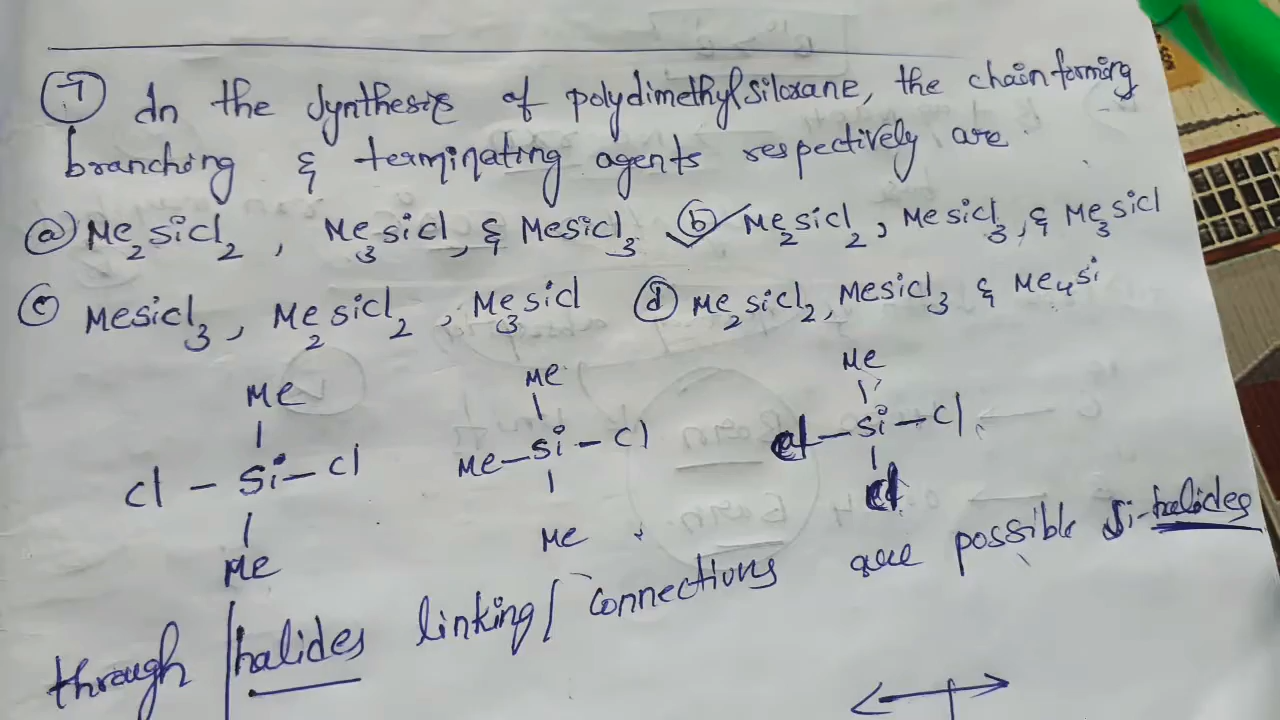 7 In the synthesis of polydimethylsiloxane, the chain forming
branching & terminating agents respectively are
(a) Me2SiCl2, Me3SiCl, & MeSiCl3 (b) Me2SiCl2, MeSiCl3, & Me3SiCl
(c) MeSiCl3, Me2SiCl2, Me3SiCl (d) Me2SiCl2, MeSiCl3 & Me4Si
Me Me Me
Cl - Si - Cl Me - Si - Cl Cl - Si - Cl
Me Me Cl
through halides linking/connections are possible Si-halides